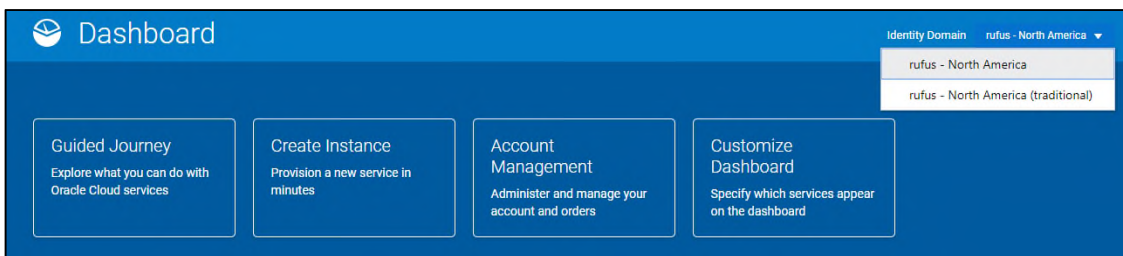 Dashboard
Identity Domain rufus - North America
rufus - North America
rufus - North America (traditional)
Guided Journey
Explore what you can do with
Oracle Cloud services
Create Instance
Provision a new service in
minutes
Account
Management
Administer and manage your
account and orders
Customize
Dashboard
Specify which services appear
on the dashboard